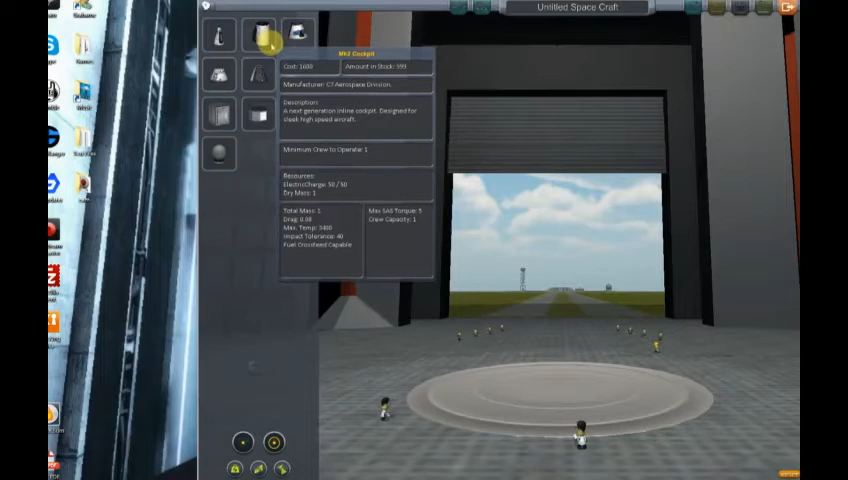 Untitled Space Craft
Mk2 Cockpit
Cost: 1600
Amount in Stock: 993
Manufacturer: C7 Aerospace Division.
Description:
A next generation inline cockpit. Designed for
sleek high speed aircraft.
Minimum Crew to Operate: 1
Resources:
ElectricCharge: 50 / 50
Dry Mass: 1
Total Mass: 1
Drag: 0.08
Max. Temp: 3400
Impact Tolerance: 40
Fuel Crossfeed Capable
Max SAS Torque: 5
Crew Capacity: 1